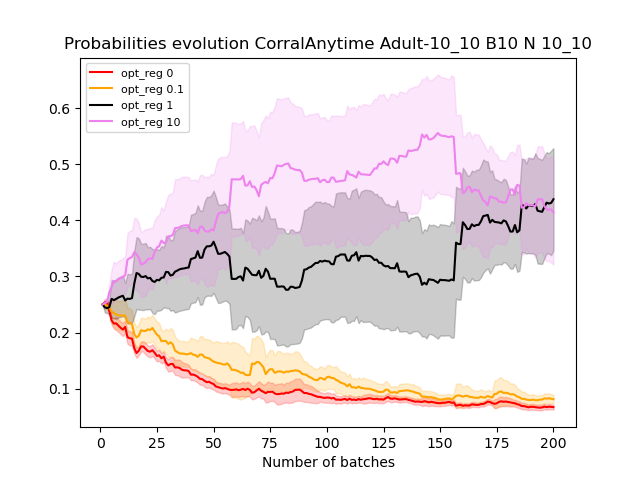 Probabilities evolution CorralAnytime Adult-10_10 B10 N 10_10
opt_reg 0
opt_reg 0.1
opt_reg 1
opt_reg 10
0.6
0.5
0.4
0.3
0.2
0.1
0 25 50 75 100 125 150 175 200
Number of batches